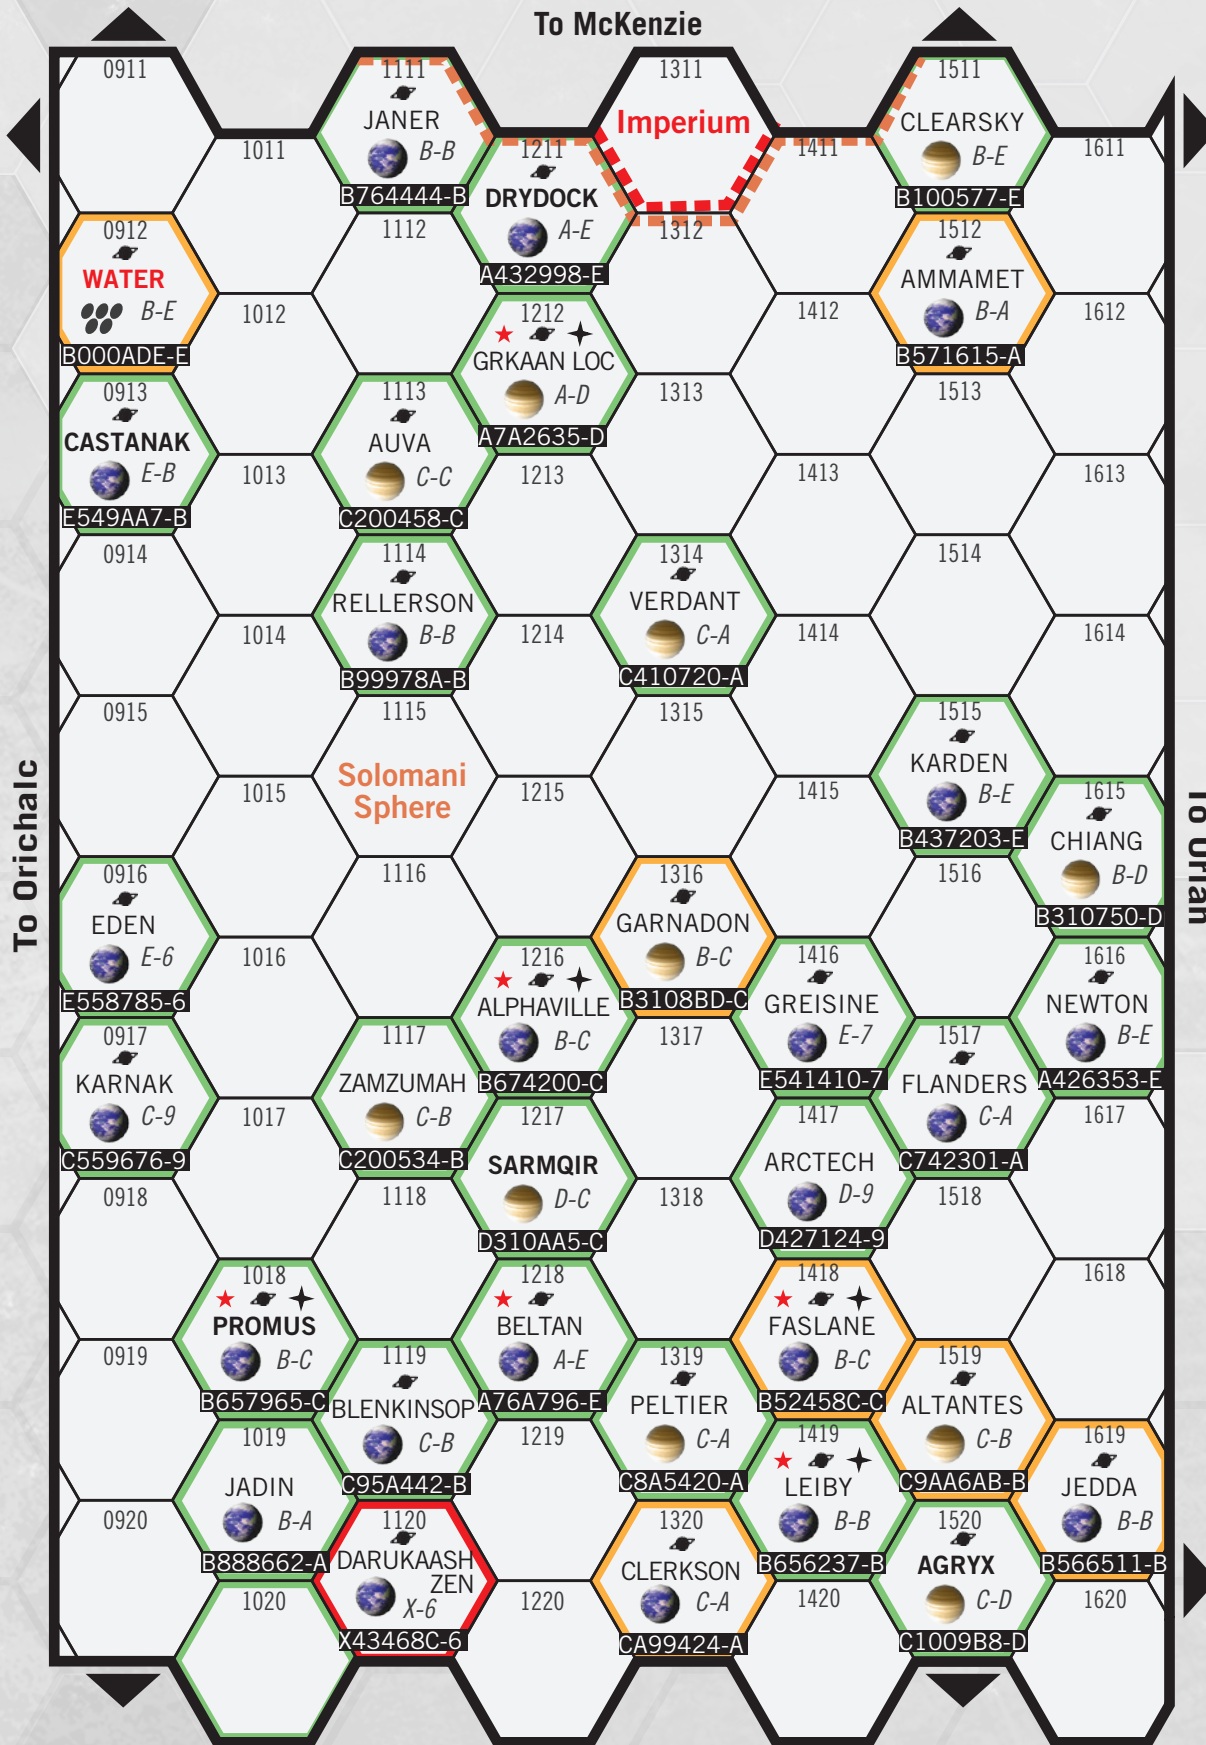 To McKenzie
0911
1011
1111
JANER
B-B
B764444-B
1211
DRYDOCK
A-E
A432998-E
1311
Imperium
1411
1511
CLEARSKY
B-E
B100577-E
1611
0912
WATER
B-E
B000ADE-E
1012
1112
1212
GRKAAN LOC
A-D
A7A2635-D
1312
1412
1512
AMMAMET
B-A
B571615-A
1612
0913
CASTANAK
E-B
E549AA7-B
1013
1113
AUVA
C-C
C200458-C
1213
1313
1413
1513
1613
0914
1014
1114
RELLERSON
B-B
B99978A-B
1214
1314
VERDANT
C-A
C410720-A
1414
1514
1614
0915
1015
1115
Solomani
Sphere
1215
1315
1415
1515
KARDEN
B-E
B437203-E
1615
CHIANG
B-D
B310750-D
To Orichalc
To Urian
0916
EDEN
E-6
E558785-6
1016
1116
1216
ALPHAVILLE
B-C
B674200-C
1316
GARNADON
B-C
B3108BD-C
1416
GREISINE
E-7
E541410-7
1516
1616
NEWTON
B-E
A426353-E
0917
KARNAK
C-9
C559676-9
1017
1117
ZAMZUMAH
C-B
C200534-B
1217
SARMQIR
D-C
D310AA5-C
1317
1417
ARCTECH
D-9
D427124-9
1517
FLANDERS
C-A
C742301-A
1617
0918
1018
PROMUS
B-C
B657965-C
1118
1218
BELTAN
A-E
A76A796-E
1318
1418
FASLANE
B-C
B52458C-C
1518
1618
0919
1019
JADIN
B-A
B888662-A
1119
BLENKINSOP
C-B
C95A442-B
1219
1319
PELTIER
C-A
C8A5420-A
1419
LEIBY
B-B
B656237-B
1519
ALTANTES
C-B
C9AA6AB-B
1619
JEDDA
B-B
B566511-B
0920
1020
1120
DARUKAASH
ZEN
X-6
X43468C-6
1220
1320
CLERKSON
C-A
CA99424-A
1420
1520
AGRYX
C-D
C1009B8-D
1620